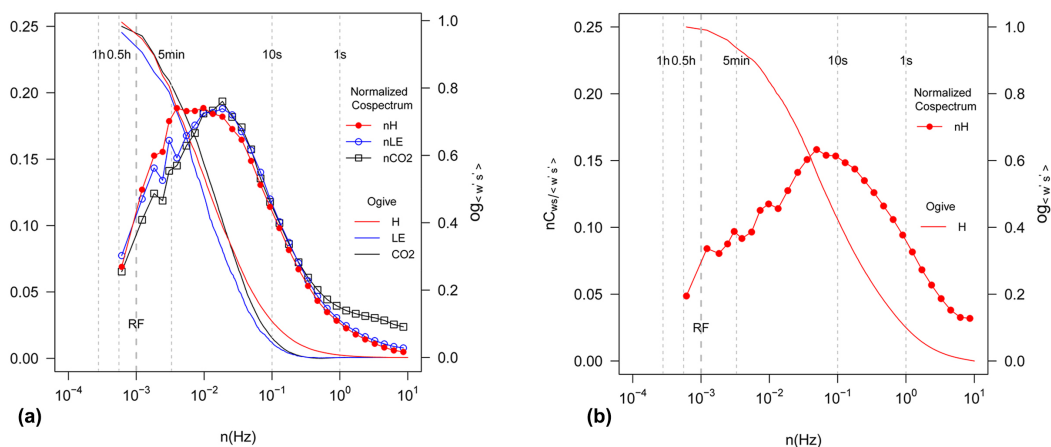 0.25
0.20
0.15
0.10
0.05
0.00
1h
0.5h
5min
10s
1s
RF
Normalized
Cospectrum
nH
nLE
nCO2
Ogive
H
LE
CO2
1.0
0.8
0.6
0.4
0.2
0.0
og<w's'>
10⁻⁴
10⁻³
10⁻²
10⁻¹
10⁰
10¹
n(Hz)
(a)
nCws/<w's'>
0.25
0.20
0.15
0.10
0.05
0.00
1h
0.5h
5min
10s
1s
RF
Normalized
Cospectrum
nH
Ogive
H
1.0
0.8
0.6
0.4
0.2
0.0
og<w's'>
10⁻⁴
10⁻³
10⁻²
10⁻¹
10⁰
10¹
n(Hz)
(b)